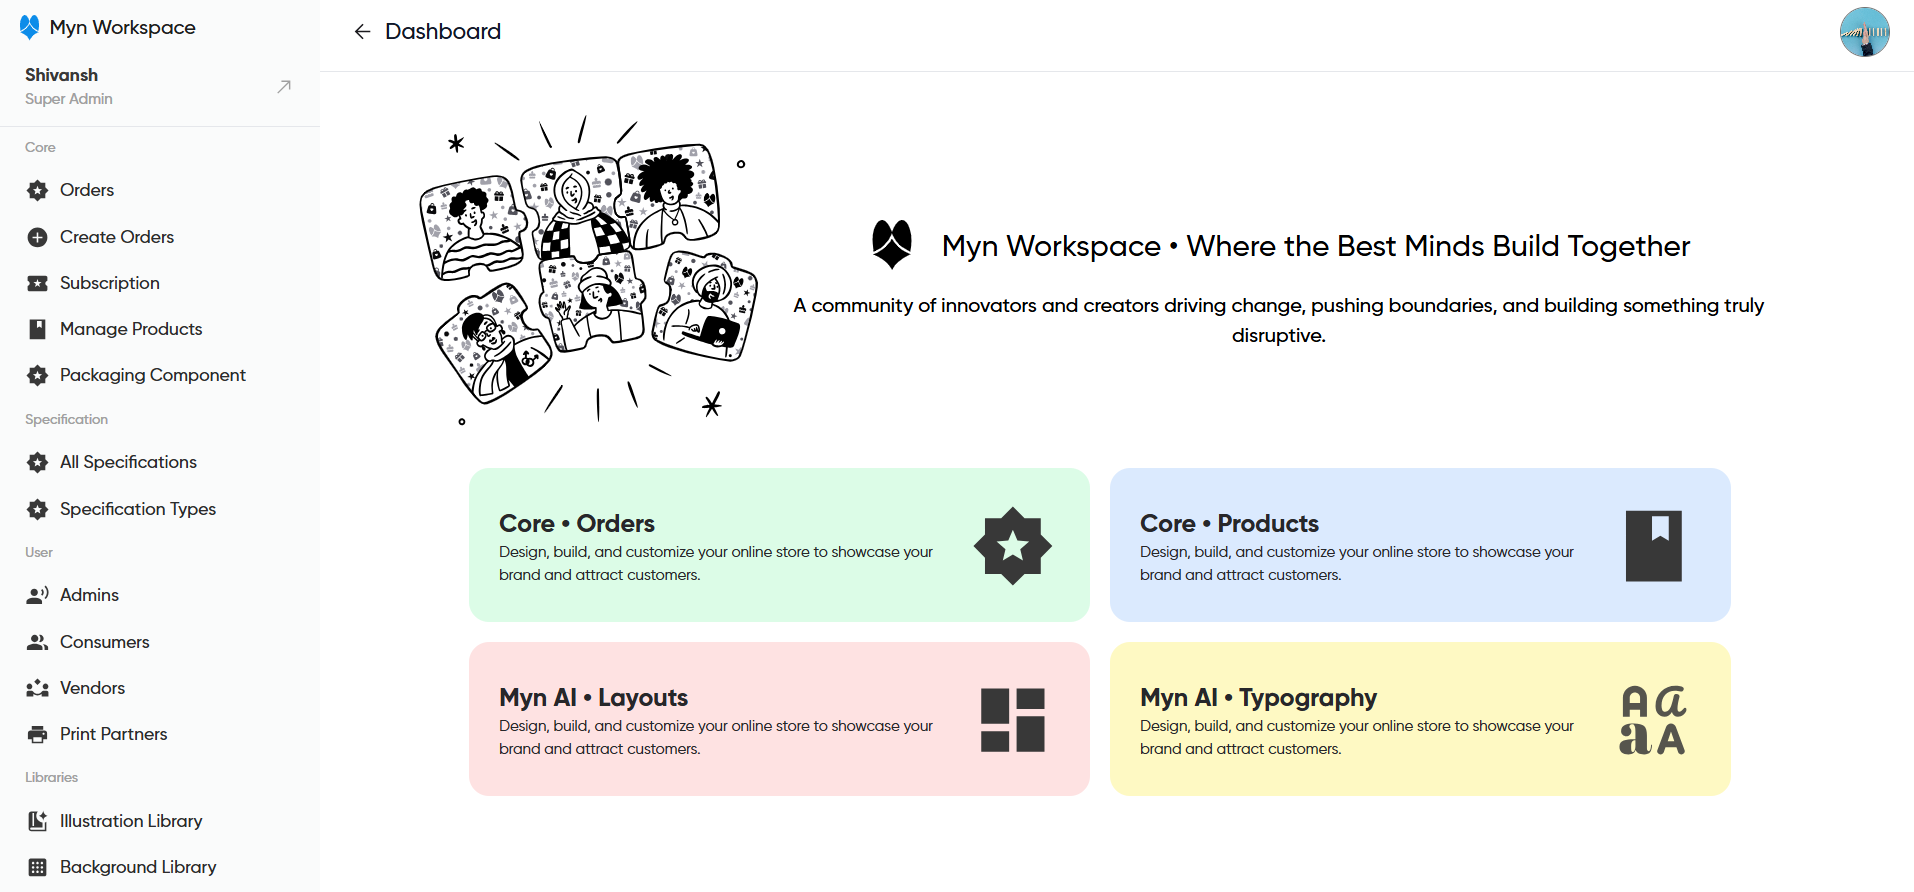 Myn Workspace
Shivansh
Super Admin
Core
Orders
Create Orders
Subscription
Manage Products
Packaging Component
Specification
All Specifications
Specification Types
User
Admins
Consumers
Vendors
Print Partners
Libraries
Illustration Library
Background Library
Dashboard
Myn Workspace • Where the Best Minds Build Together
A community of innovators and creators driving change, pushing boundaries, and building something truly
disruptive.
Core • Orders
Design, build, and customize your online store to showcase your
brand and attract customers.
Core • Products
Design, build, and customize your online store to showcase your
brand and attract customers.
Myn AI • Layouts
Design, build, and customize your online store to showcase your
brand and attract customers.
Myn AI • Typography
Design, build, and customize your online store to showcase your
brand and attract customers.
A a
a A